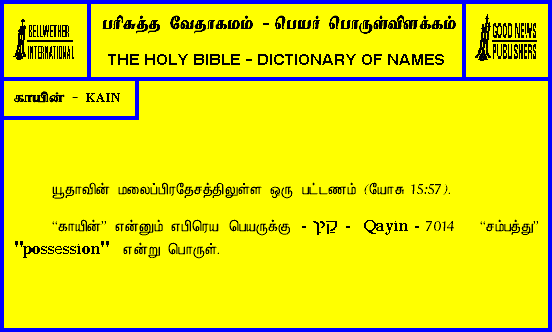 BELLWETHER
INTERNATIONAL
பரிசுத்த வேதாகமம் - பெயர் பொருள்விளக்கம்
THE HOLY BIBLE - DICTIONARY OF NAMES
GOOD NEWS
PUBLISHERS
காயின் - KAIN
யூதாவின் மலைப்பிரதேசத்திலுள்ள ஒரு பட்டணம் (யோசு 15:57).
“காயின்” என்னும் எபிரெய பெயருக்கு - קַיִן - Qayin - 7014 “சம்பத்து”
"possession" என்று பொருள்.